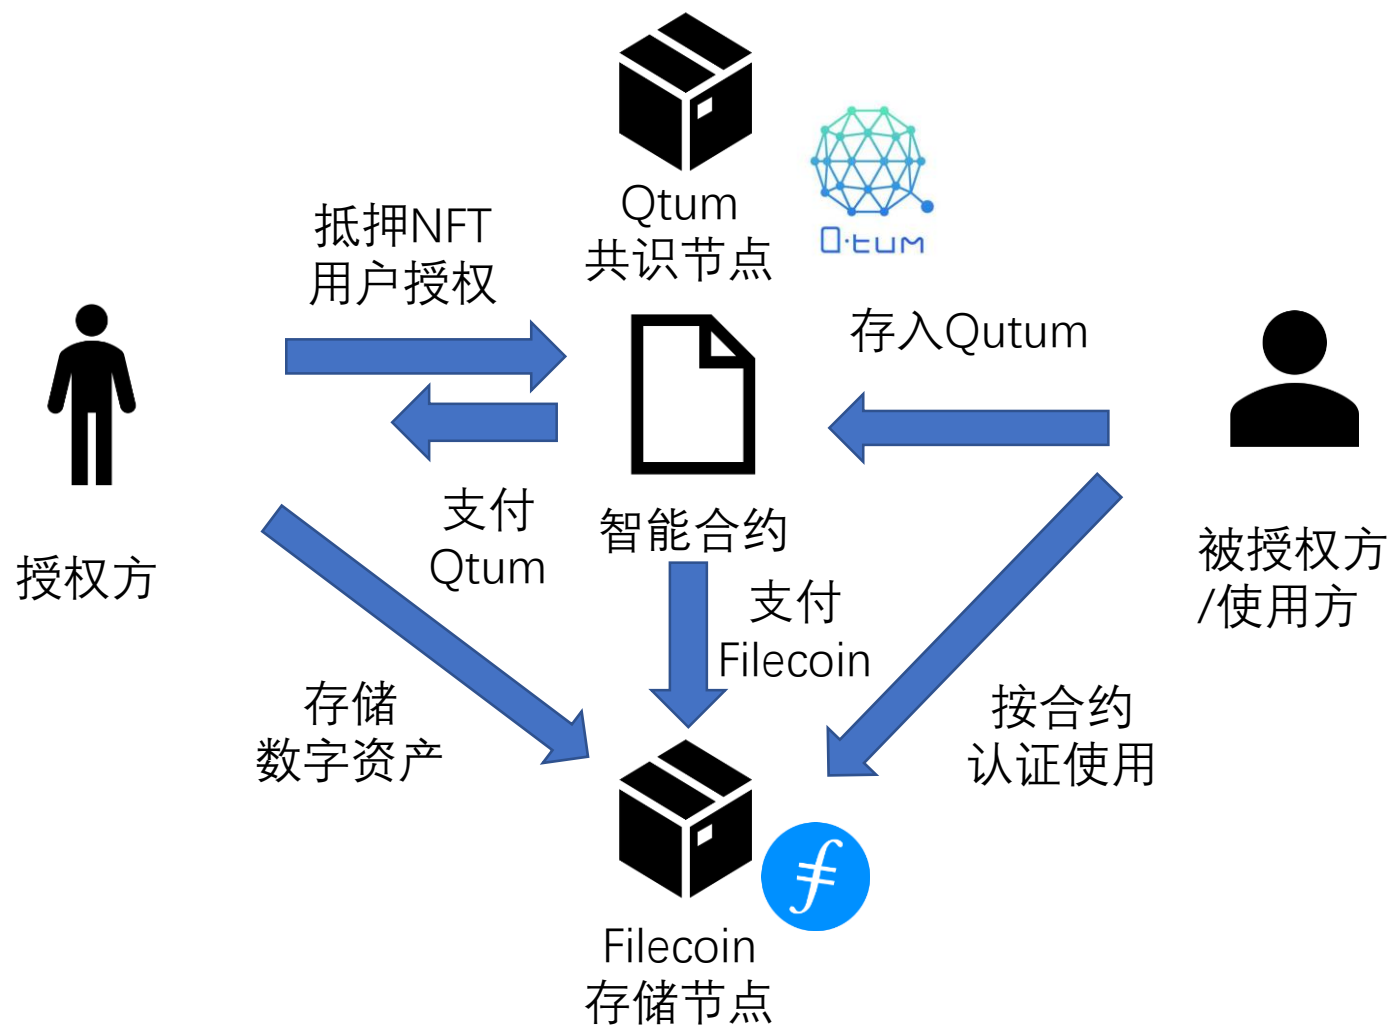 Qtum
共识节点
Q·tum
抵押NFT
用户授权
存入Qutum
支付
Qtum
智能合约
授权方
被授权方
/使用方
支付
Filecoin
存储
数字资产
按合约
认证使用
Filecoin
存储节点